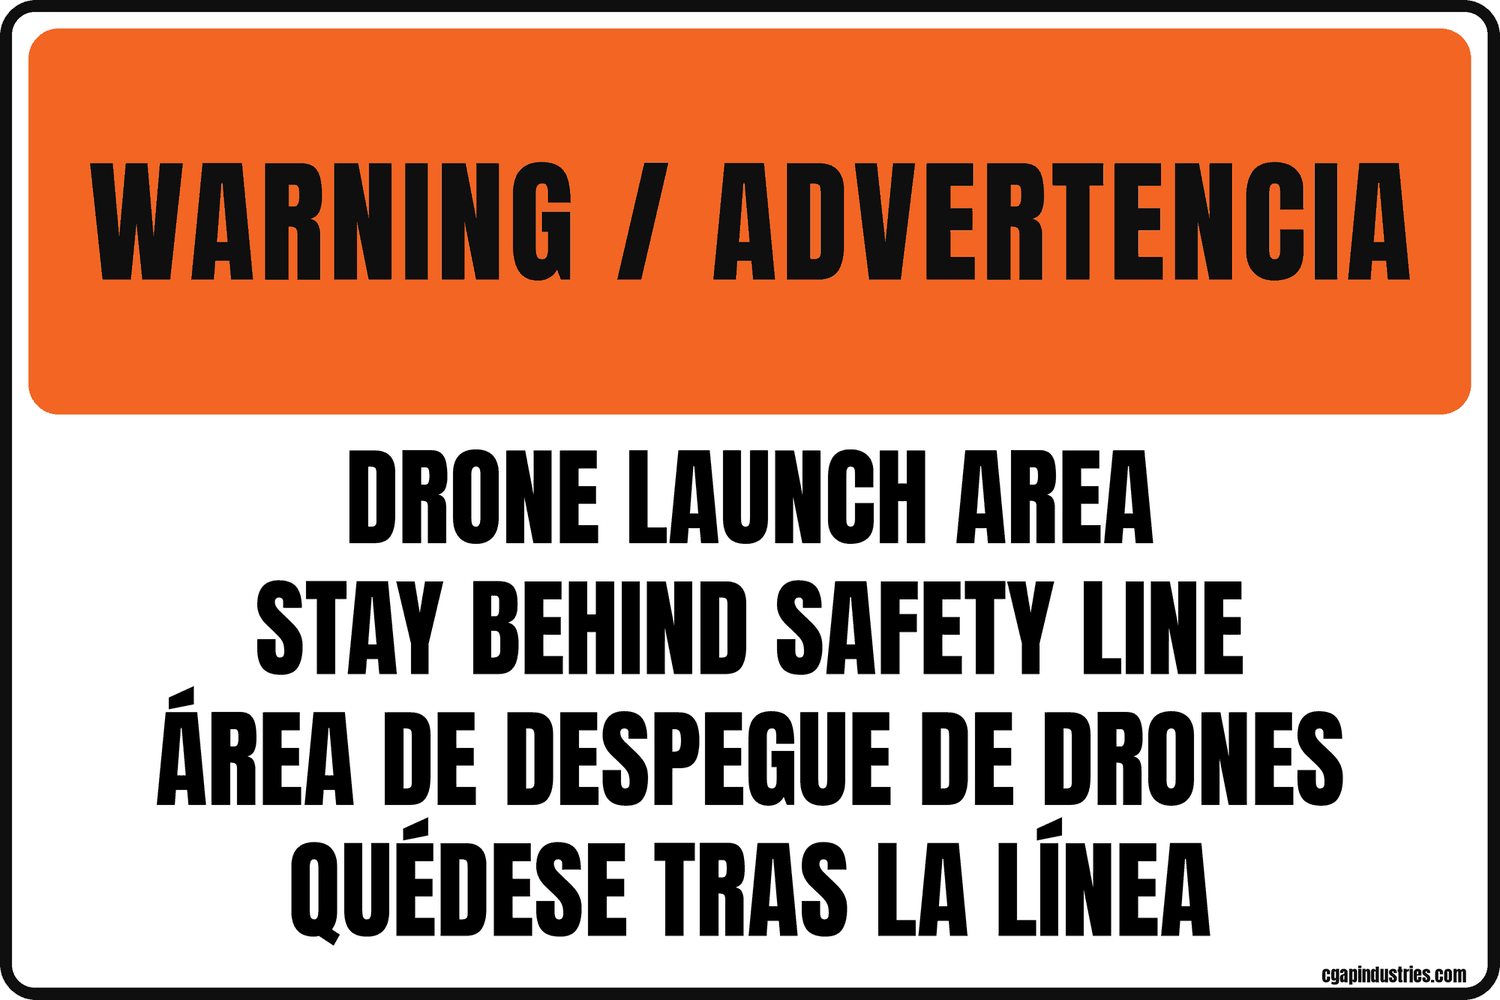 WARNING / ADVERTENCIA
DRONE LAUNCH AREA
STAY BEHIND SAFETY LINE
ÁREA DE DESPEGUE DE DRONES
QUÉDESE TRAS LA LÍNEA
cgapindustries.com